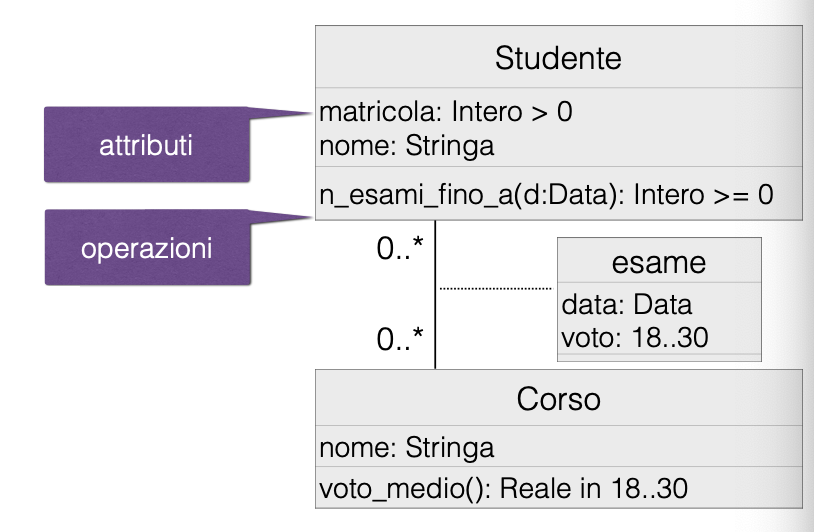 Studente
attributi
matricola: Intero > 0
nome: Stringa
n_esami_fino_a(d:Data): Intero >= 0
operazioni
0..*
esame
data: Data
voto: 18..30
0..*
Corso
nome: Stringa
voto_medio(): Reale in 18..30